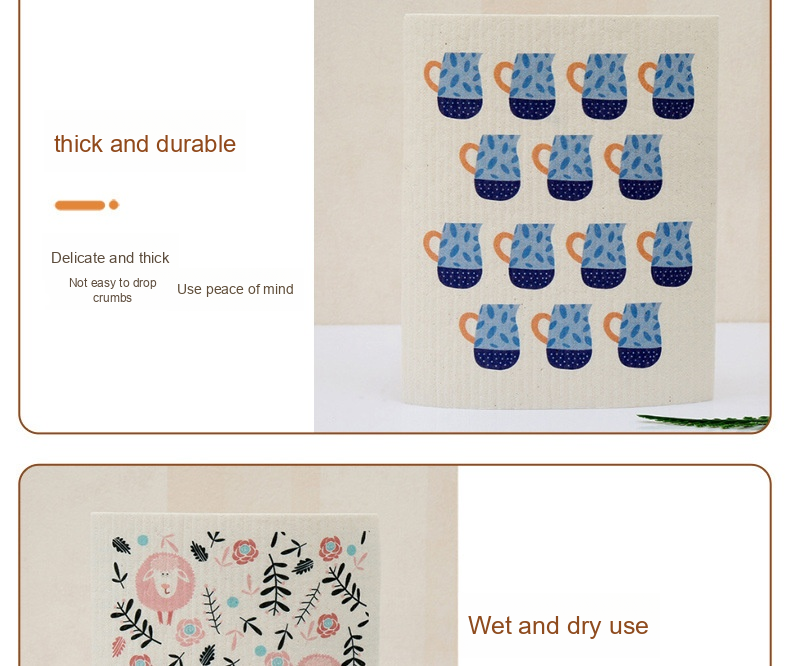 thick and durable
Delicate and thick
Not easy to drop
crumbs
Use peace of mind
Wet and dry use